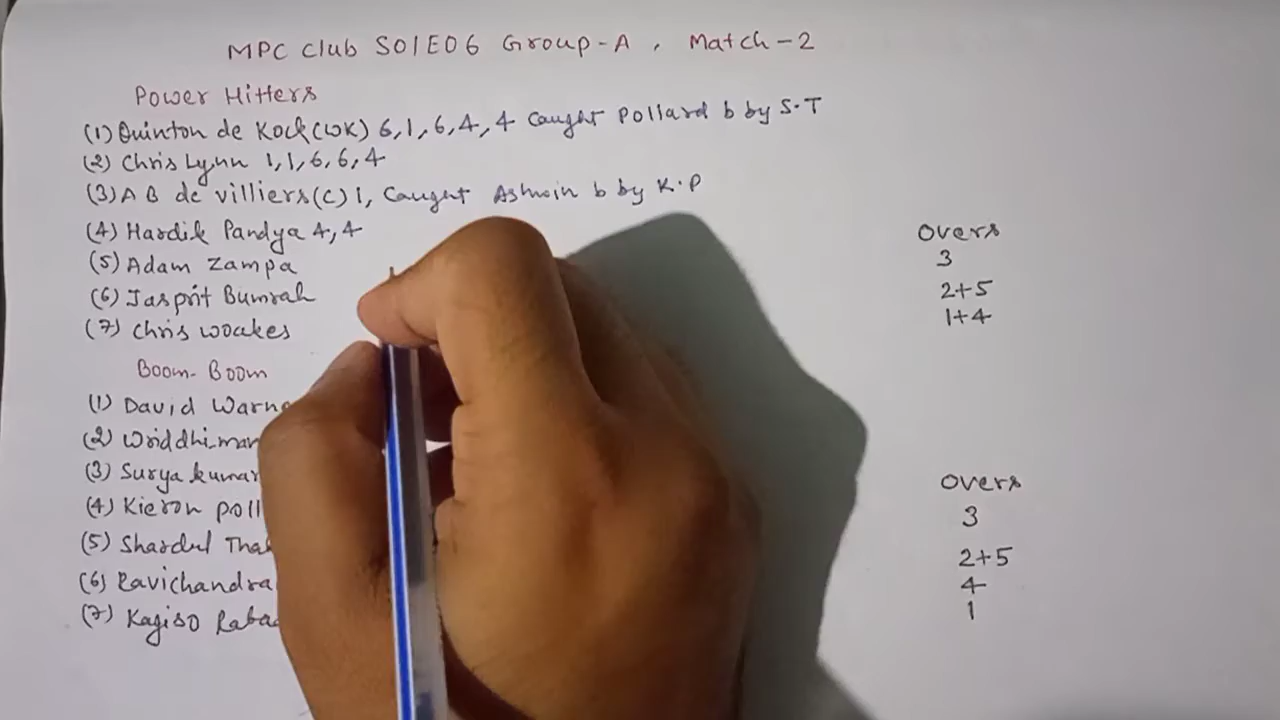 MPC Club S01E06 Group-A, Match-2
Power Hitters
(1) Quinton de Kock(WK) 6,1,6,4,4 Caught Pollard b by S.T
(2) Chris Lynn 1,1,6,6,4
(3) A B de villiers(C) 1, Caught Ashwin b by K.P
(4) Hardik Pandya 4,4
Overs
(5) Adam Zampa 3
(6) Jasprit Bumrah 2+5
(7) Chris woakes 1+4
Boom-Boom
(1) David Warn
(2) Wriddhiman
(3) Surya kumar
Overs
(4) Kieron poll 3
(5) Shardul Tha 2+5
(6) Ravichandra 4
(7) Kagiso Raba 1